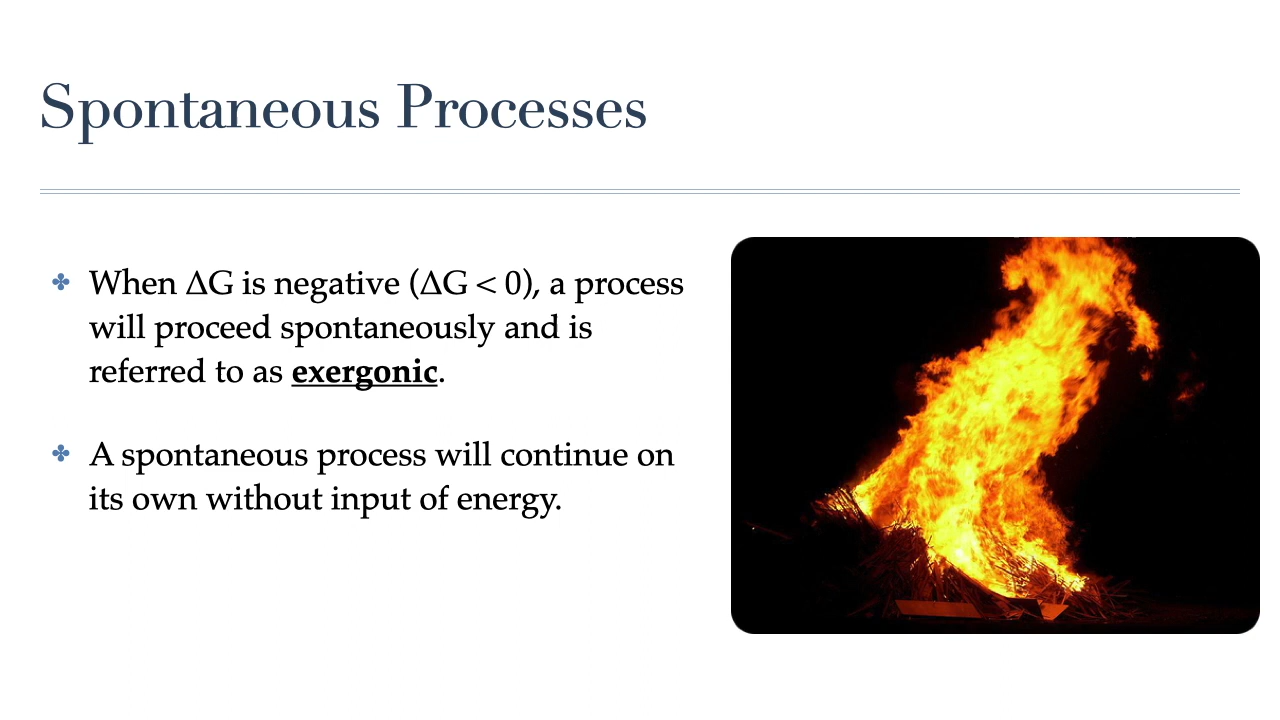 Spontaneous Processes
When ΔG is negative (ΔG < 0), a process
will proceed spontaneously and is
referred to as exergonic.
A spontaneous process will continue on
its own without input of energy.